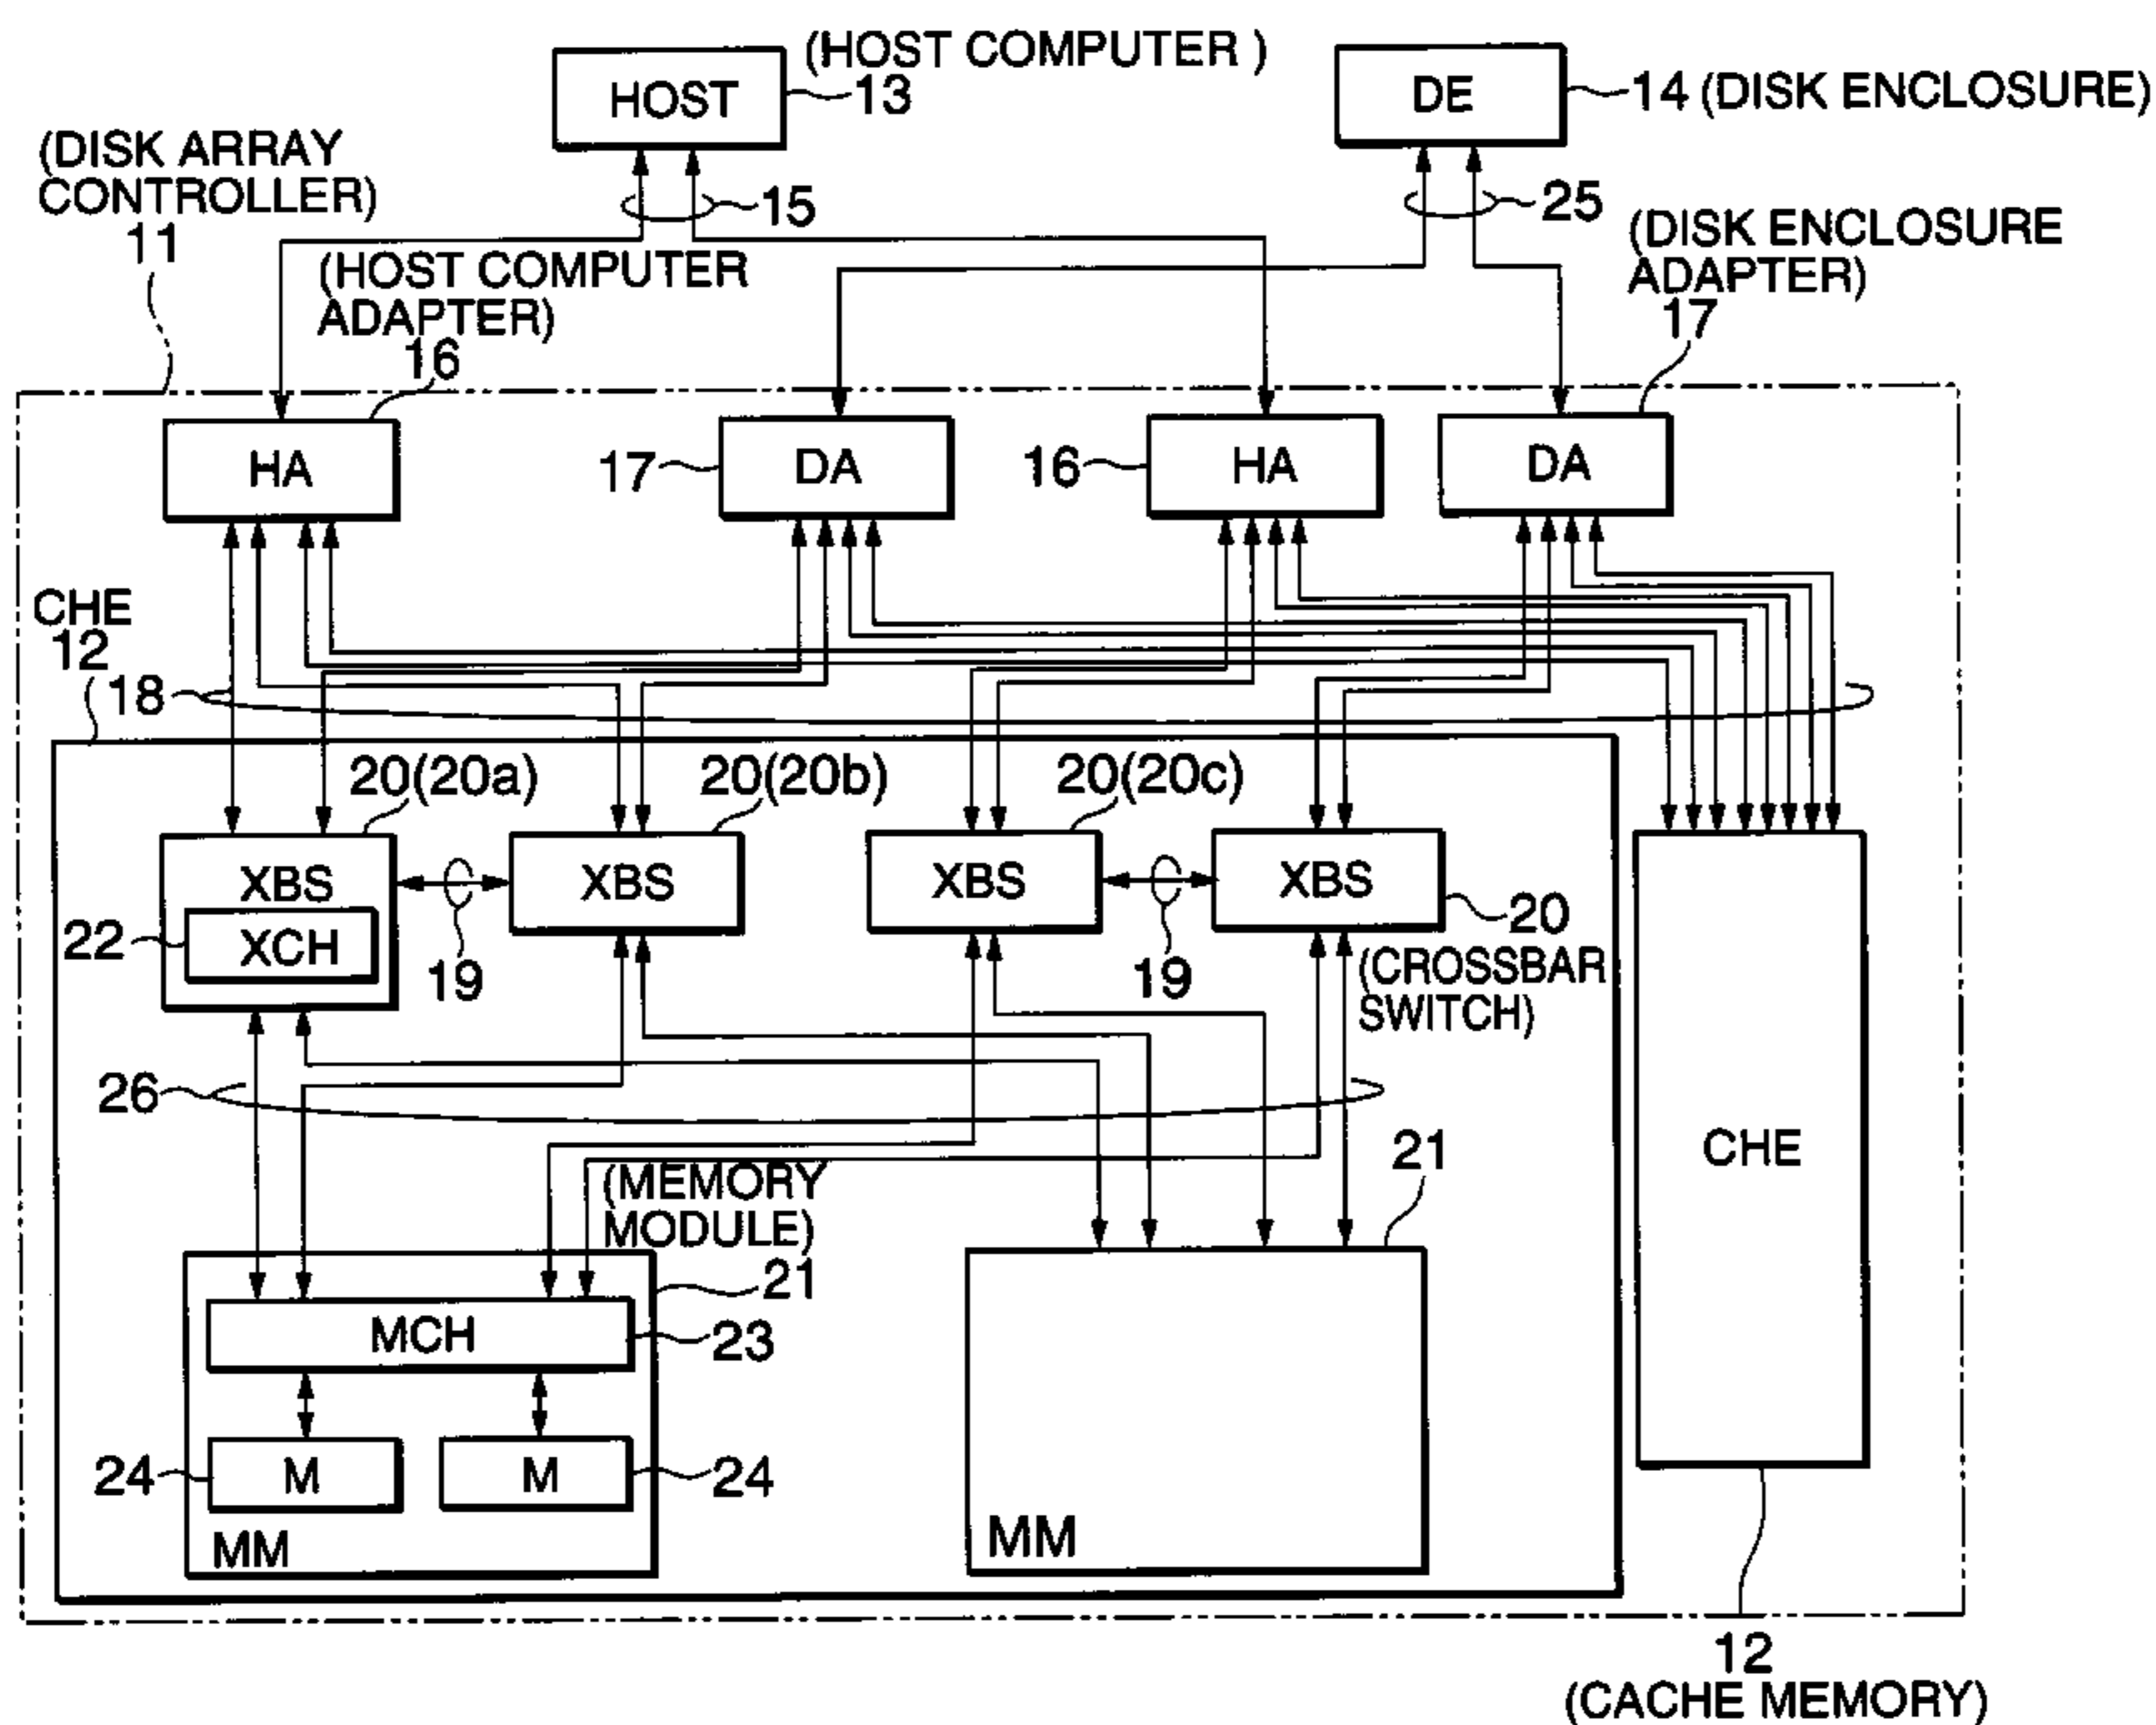 (HOST COMPUTER )
HOST
13
DE
14 (DISK ENCLOSURE)
(DISK ARRAY
CONTROLLER)
11
15
25
(HOST COMPUTER
ADAPTER)
16
(DISK ENCLOSURE
ADAPTER)
17
HA
17
DA
16
HA
DA
CHE
12
18
20(20a)
20(20b)
20(20c)
XBS
XBS
XBS
XBS
22
XCH
19
19
20
(CROSSBAR
SWITCH)
26
CHE
21
(MEMORY
MODULE)
21
MCH
23
24
M
M
24
MM
MM
12
(CACHE MEMORY)